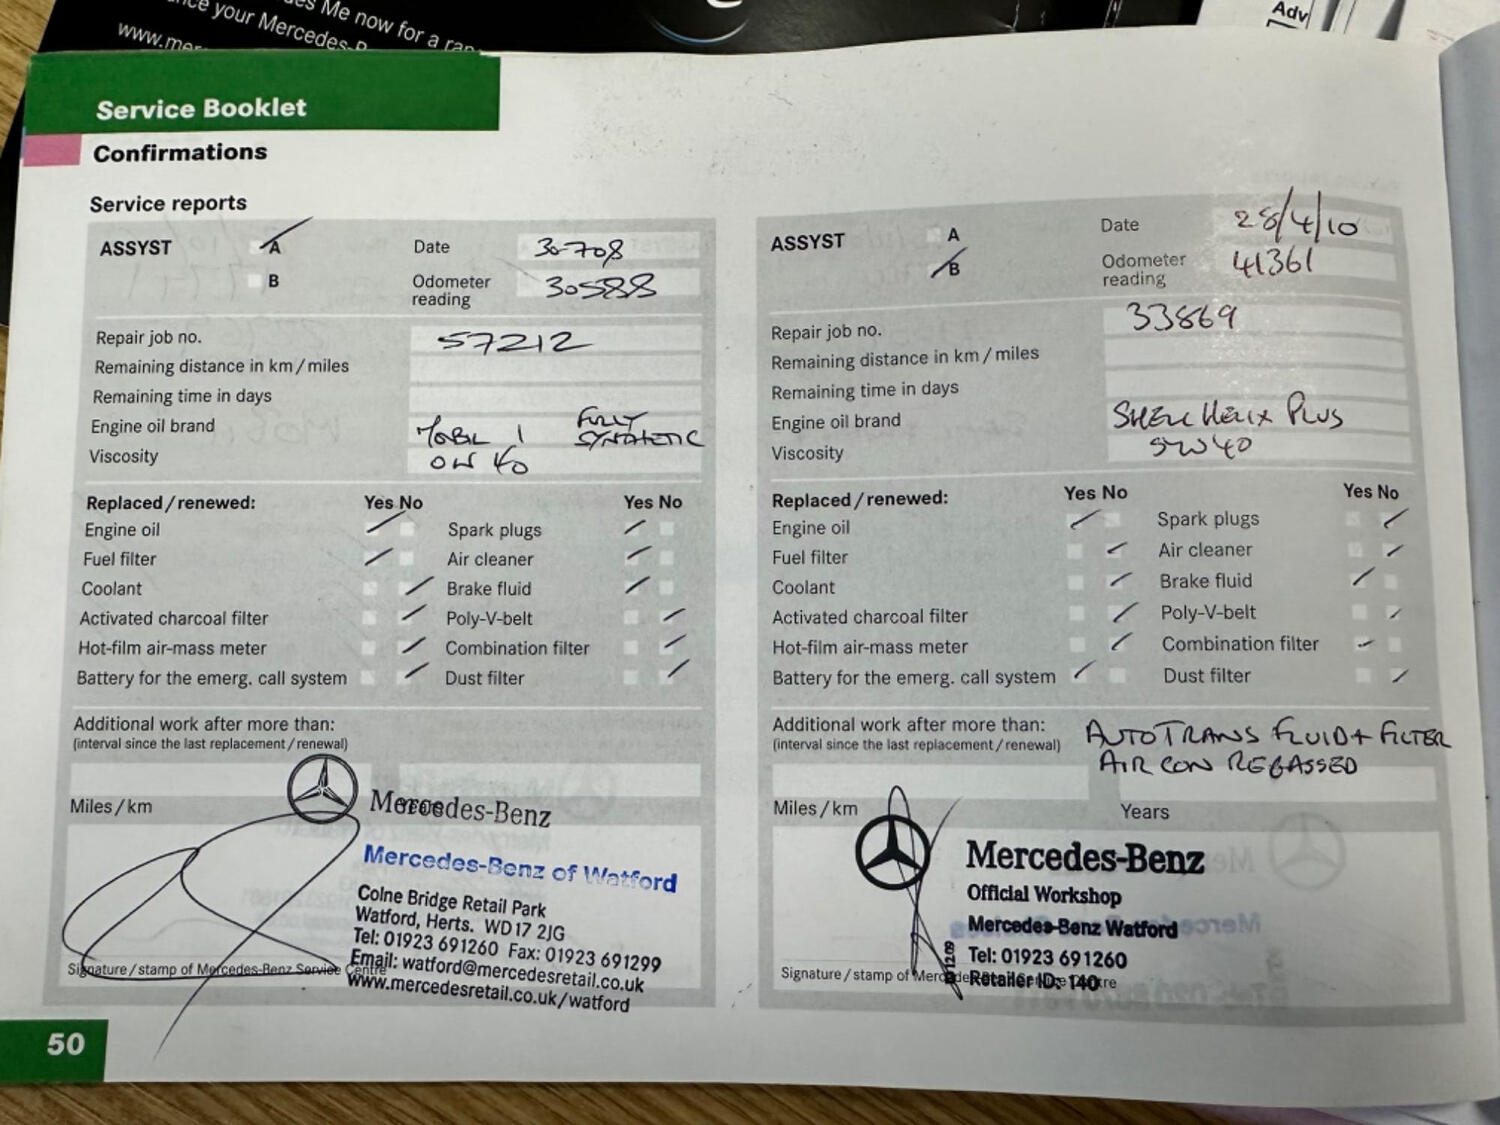 es Me now for a ran
nce your Mercedes-B
www.mer
Adv
Service Booklet
Confirmations
Service reports
ASSYST A Date 30-708
B Odometer reading 30588
Repair job no. 57212
Remaining distance in km / miles
Remaining time in days
Engine oil brand MOBIL 1 FULLY SYNTHETIC
Viscosity 0W 40
Replaced / renewed: Yes No Yes No
Engine oil Spark plugs
Fuel filter Air cleaner
Coolant Brake fluid
Activated charcoal filter Poly-V-belt
Hot-film air-mass meter Combination filter
Battery for the emerg. call system Dust filter
Additional work after more than:
(interval since the last replacement / renewal)
Miles / km
Mercedes-Benz
Mercedes-Benz of Watford
Colne Bridge Retail Park
Watford, Herts. WD17 2JG
Tel: 01923 691260 Fax: 01923 691299
Email: watford@mercedesretail.co.uk
www.mercedesretail.co.uk/watford
Signature / stamp of Mercedes-Benz Service Centre
50
ASSYST A Date 28/4/10
B Odometer reading 41361
Repair job no. 33869
Remaining distance in km / miles
Remaining time in days
Engine oil brand SHELL HELIX PLUS
Viscosity 5W40
Replaced / renewed: Yes No Yes No
Engine oil Spark plugs
Fuel filter Air cleaner
Coolant Brake fluid
Activated charcoal filter Poly-V-belt
Hot-film air-mass meter Combination filter
Battery for the emerg. call system Dust filter
Additional work after more than: AUTO TRANS FLUID + FILTER
(interval since the last replacement / renewal) AIR CON REGASSED
Miles / km Years
Mercedes-Benz
Official Workshop
Mercedes-Benz Watford
Tel: 01923 691260
Retailer ID: 140
Signature / stamp of